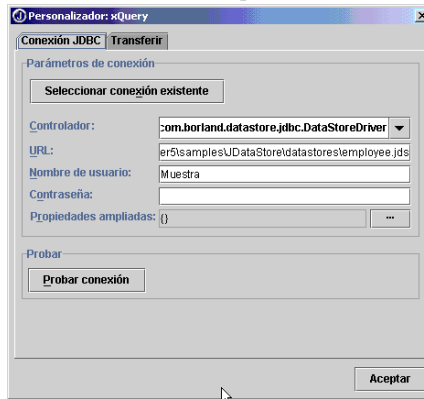 Personalizador: xQuery
Conexión JDBC Transferir
Parámetros de conexión
Seleccionar conexión existente
Controlador: com.borland.datastore.jdbc.DataStoreDriver
URL: er5\samples\JDataStore\datastores\employee.jds
Nombre de usuario: Muestra
Contraseña:
Propiedades ampliadas: {} ...
Probar
Probar conexión
Aceptar